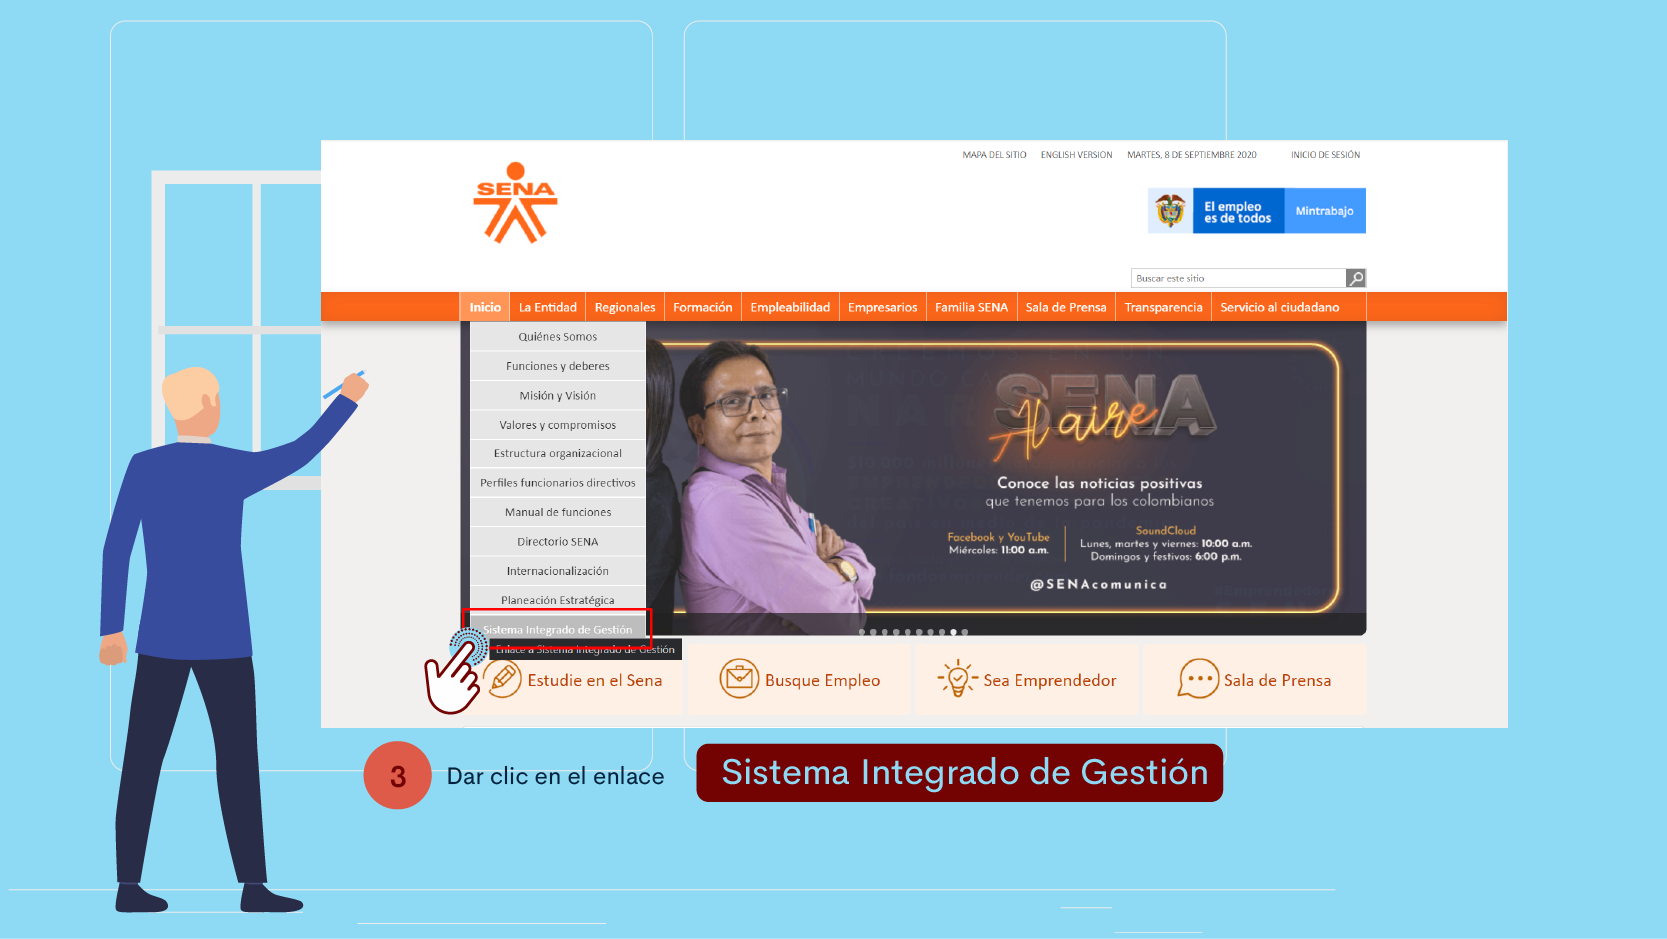 MAPA DEL SITIO ENGLISH VERSION MARTES, 8 DE SEPTIEMBRE 2020 INICIO DE SESIÓN
SENA
El empleo
es de todos
Mintrabajo
Buscar este sitio
Inicio La Entidad Regionales Formación Empleabilidad Empresarios Familia SENA Sala de Prensa Transparencia Servicio al ciudadano
Quiénes Somos
Funciones y deberes
Misión y Visión
Valores y compromisos
Estructura organizacional
Perfiles funcionarios directivos
Manual de funciones
Directorio SENA
Internacionalización
Planeación Estratégica
Sistema Integrado de Gestión
Enlace a Sistema Integrado de Gestión
SENA
Al aire
Conoce las noticias positivas
que tenemos para los colombianos
Facebook y YouTube
Miércoles: 11:00 a.m.
SoundCloud
Lunes, martes y viernes: 10:00 a.m.
Domingos y festivos: 6:00 p.m.
@SENAcomunica
Estudie en el Sena
Busque Empleo
Sea Emprendedor
Sala de Prensa
3 Dar clic en el enlace Sistema Integrado de Gestión